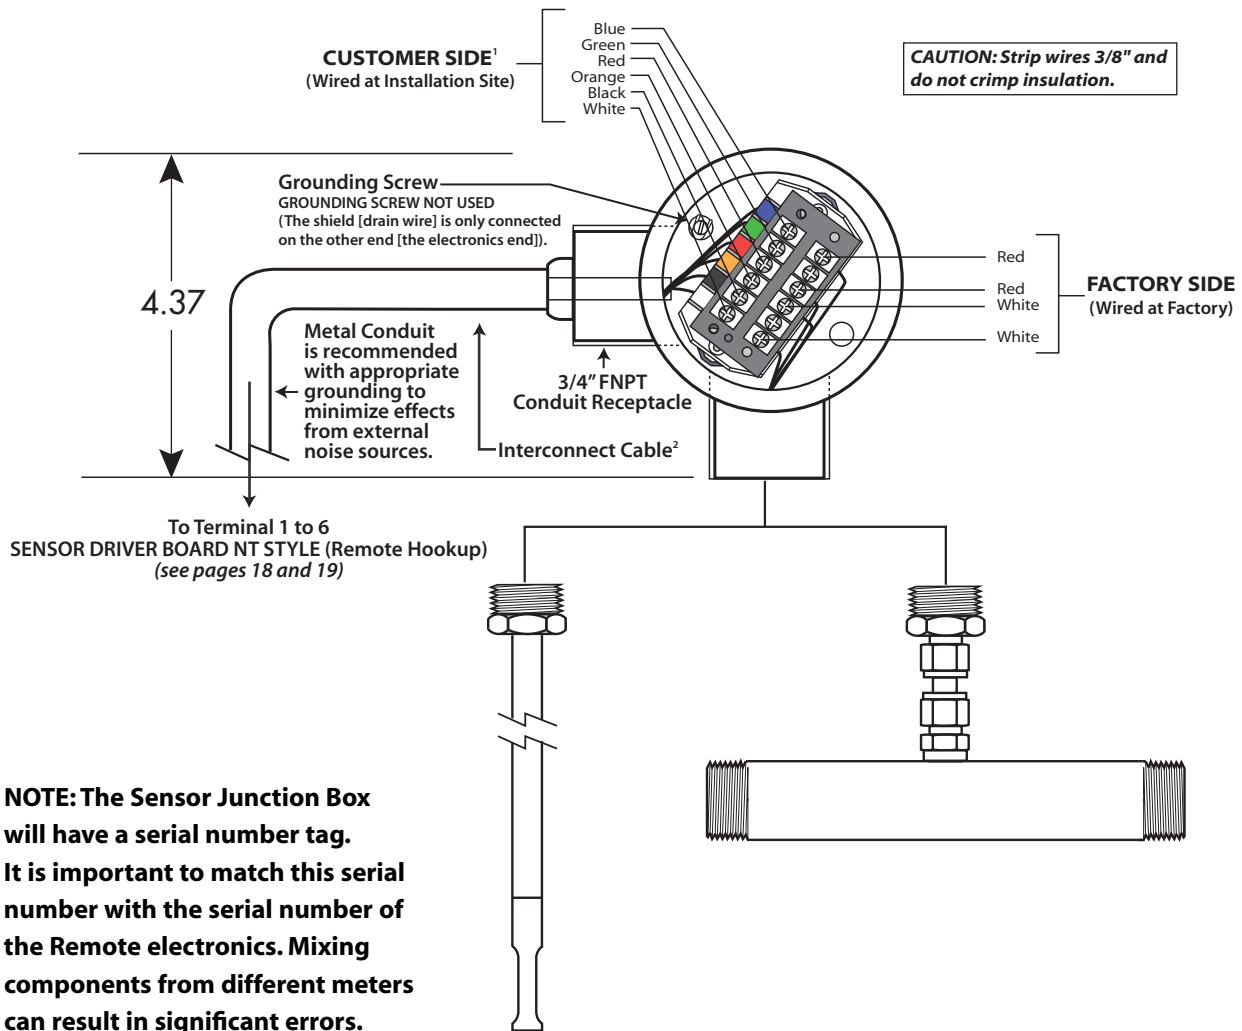 Blue
Green
Red
Orange
Black
White
CUSTOMER SIDE¹
(Wired at Installation Site)
CAUTION: Strip wires 3/8" and
do not crimp insulation.
Grounding Screw
GROUNDING SCREW NOT USED
(The shield [drain wire] is only connected
on the other end [the electronics end]).
4.37
Red
Red
White
White
FACTORY SIDE
(Wired at Factory)
Metal Conduit
is recommended
with appropriate
grounding to
minimize effects
from external
noise sources.
3/4" FNPT
Conduit Receptacle
Interconnect Cable²
To Terminal 1 to 6
SENSOR DRIVER BOARD NT STYLE (Remote Hookup)
(see pages 18 and 19)
NOTE: The Sensor Junction Box
will have a serial number tag.
It is important to match this serial
number with the serial number of
the Remote electronics. Mixing
components from different meters
can result in significant errors.